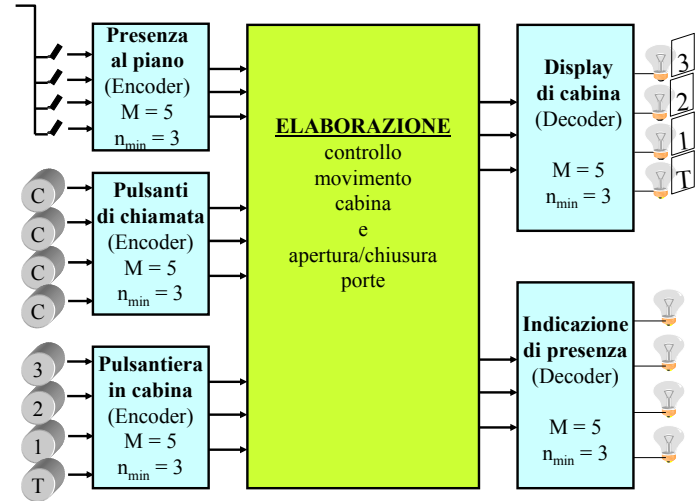 Presenza
al piano
(Encoder)
M = 5
nmin = 3
C
C
C
C
Pulsanti
di chiamata
(Encoder)
M = 5
nmin = 3
3
2
1
T
Pulsantiera
in cabina
(Encoder)
M = 5
nmin = 3
ELABORAZIONE
controllo
movimento
cabina
e
apertura/chiusura
porte
Display
di cabina
(Decoder)
M = 5
nmin = 3
3
2
1
T
Indicazione
di presenza
(Decoder)
M = 5
nmin = 3